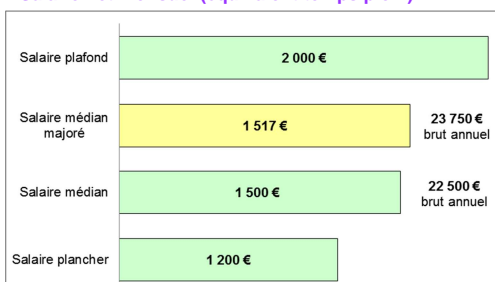 Salaire plafond
2 000 €
Salaire médian
majoré
1 517 €
23 750 €
brut annuel
Salaire médian
1 500 €
22 500 €
brut annuel
Salaire plancher
1 200 €